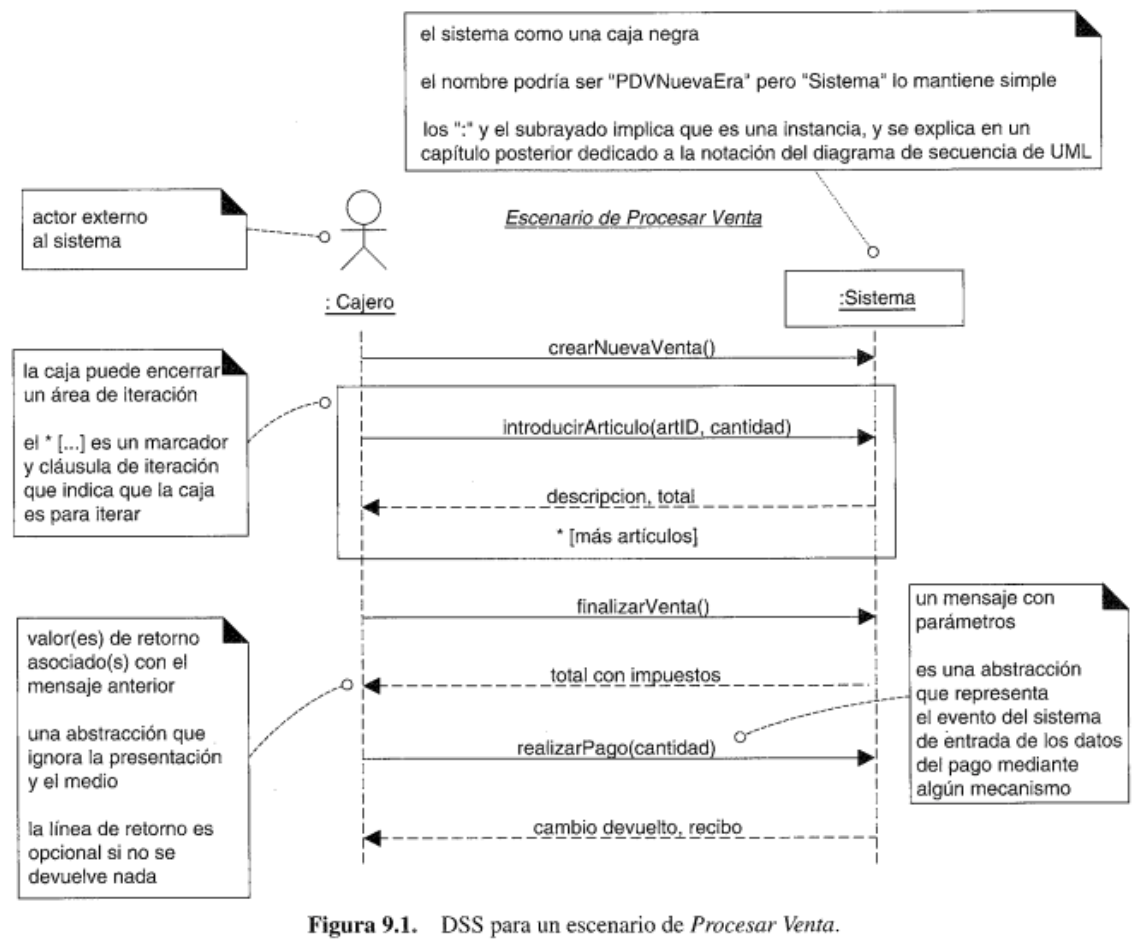 el sistema como una caja negra
el nombre podría ser "PDVNuevaEra" pero "Sistema" lo mantiene simple
los ":" y el subrayado implica que es una instancia, y se explica en un
capítulo posterior dedicado a la notación del diagrama de secuencia de UML
actor externo
al sistema
Escenario de Procesar Venta
: Cajero
:Sistema
crearNuevaVenta()
la caja puede encerrar
un área de iteración
el * [...] es un marcador
y cláusula de iteración
que indica que la caja
es para iterar
introducirArticulo(artID, cantidad)
descripcion, total
* [más artículos]
finalizarVenta()
valor(es) de retorno
asociado(s) con el
mensaje anterior
una abstracción que
ignora la presentación
y el medio
la línea de retorno es
opcional si no se
devuelve nada
total con impuestos
un mensaje con
parámetros
es una abstracción
que representa
el evento del sistema
de entrada de los datos
del pago mediante
algún mecanismo
realizarPago(cantidad)
cambio devuelto, recibo
Figura 9.1. DSS para un escenario de Procesar Venta.